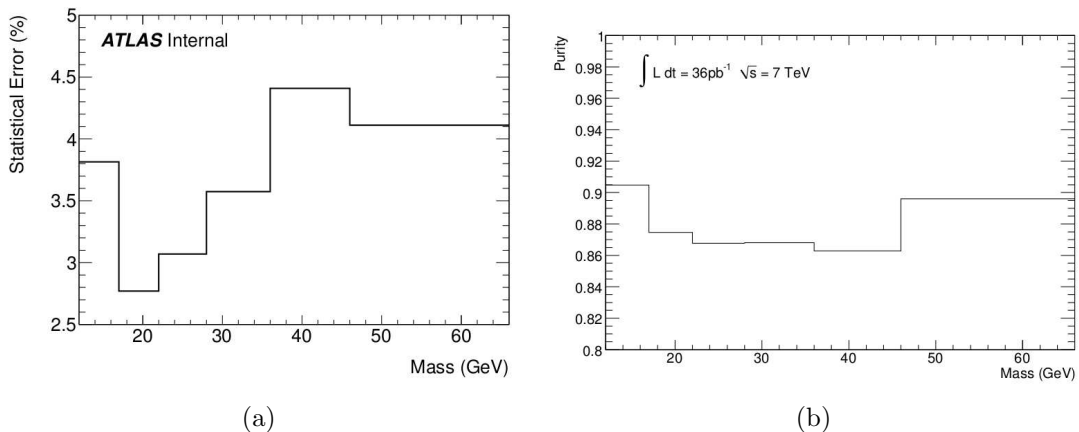 Statistical Error (%)
5
4.5
4
3.5
3
2.5
ATLAS Internal
20 30 40 50 60
Mass (GeV)
(a)
Purity
1
0.98
0.96
0.94
0.92
0.9
0.88
0.86
0.84
0.82
0.8
∫ L dt = 36pb⁻¹ √s = 7 TeV
20 30 40 50 60
Mass (GeV)
(b)